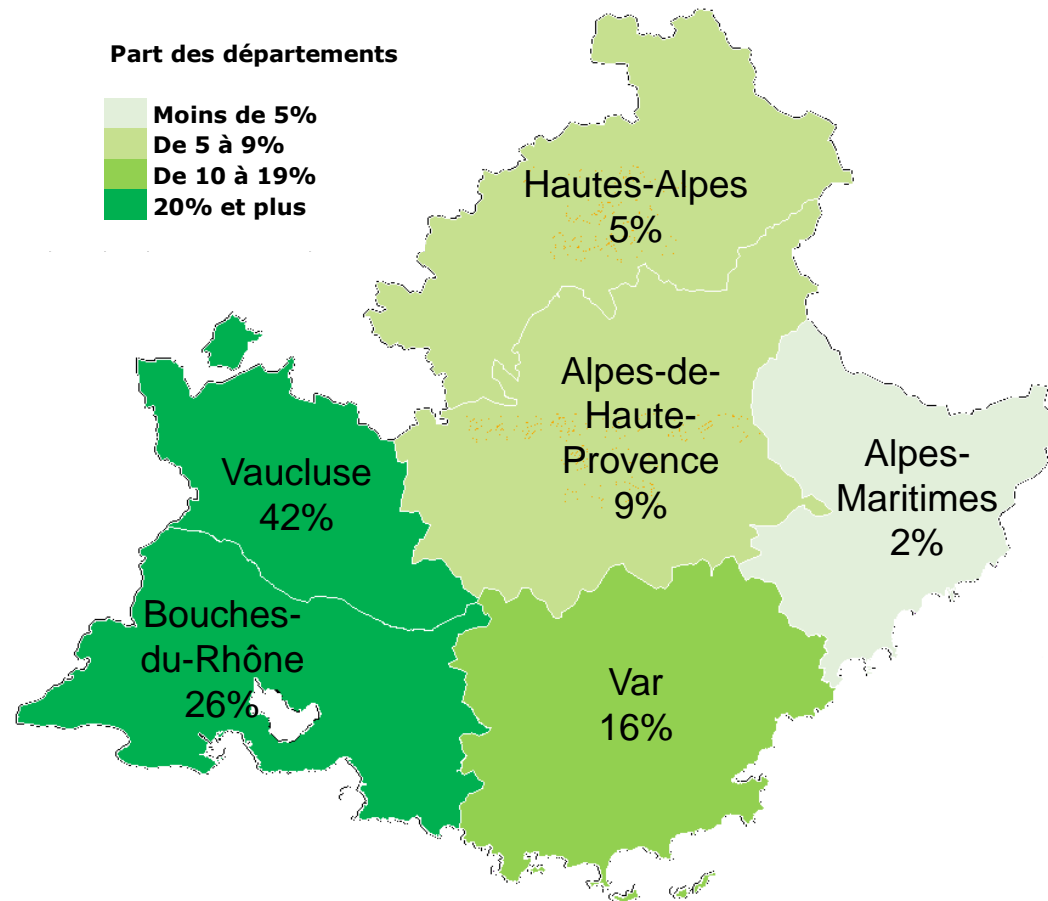 Part des départements
Moins de 5%
De 5 à 9%
De 10 à 19%
20% et plus
Hautes-Alpes
5%
Alpes-de-
Haute-
Provence
9%
Alpes-
Maritimes
2%
Vaucluse
42%
Bouches-
du-Rhône
26%
Var
16%